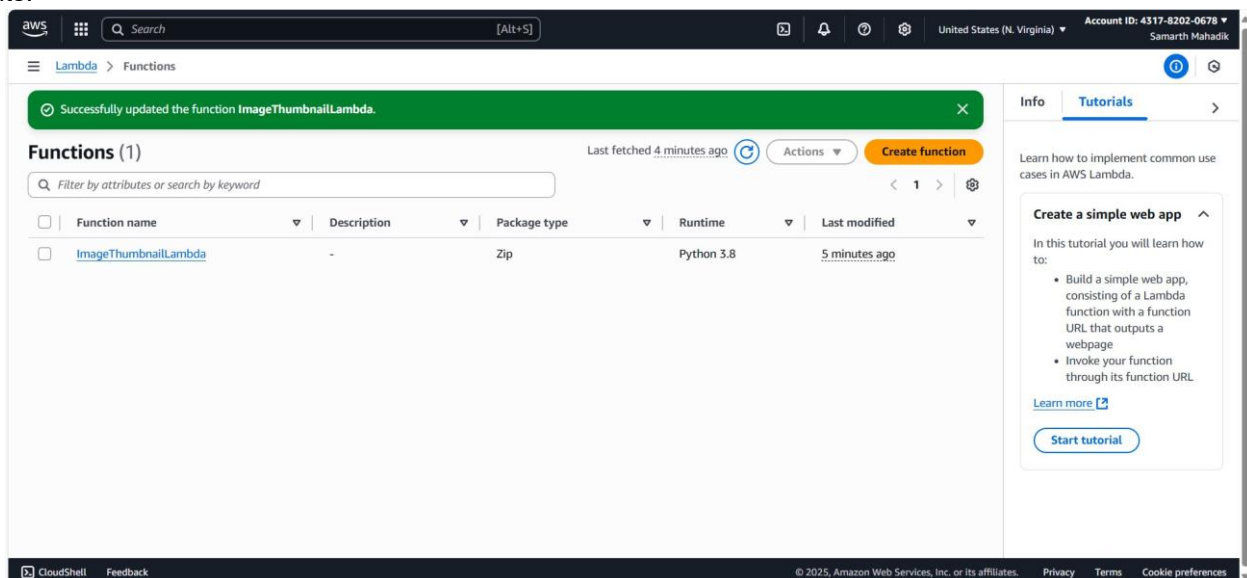 aws
Search
[Alt+S]
United States (N. Virginia)
Account ID: 4317-8202-0678
Samarth Mahadik
Lambda > Functions
Successfully updated the function ImageThumbnailLambda.
Functions (1)
Last fetched 4 minutes ago
Actions
Create function
Filter by attributes or search by keyword
1
Function name Description Package type Runtime Last modified
ImageThumbnailLambda - Zip Python 3.8 5 minutes ago
Info Tutorials
Learn how to implement common use
cases in AWS Lambda.
Create a simple web app
In this tutorial you will learn how
to:
• Build a simple web app,
consisting of a Lambda
function with a function
URL that outputs a
webpage
• Invoke your function
through its function URL
Learn more
Start tutorial
CloudShell Feedback
© 2025, Amazon Web Services, Inc. or its affiliates. Privacy Terms Cookie preferences